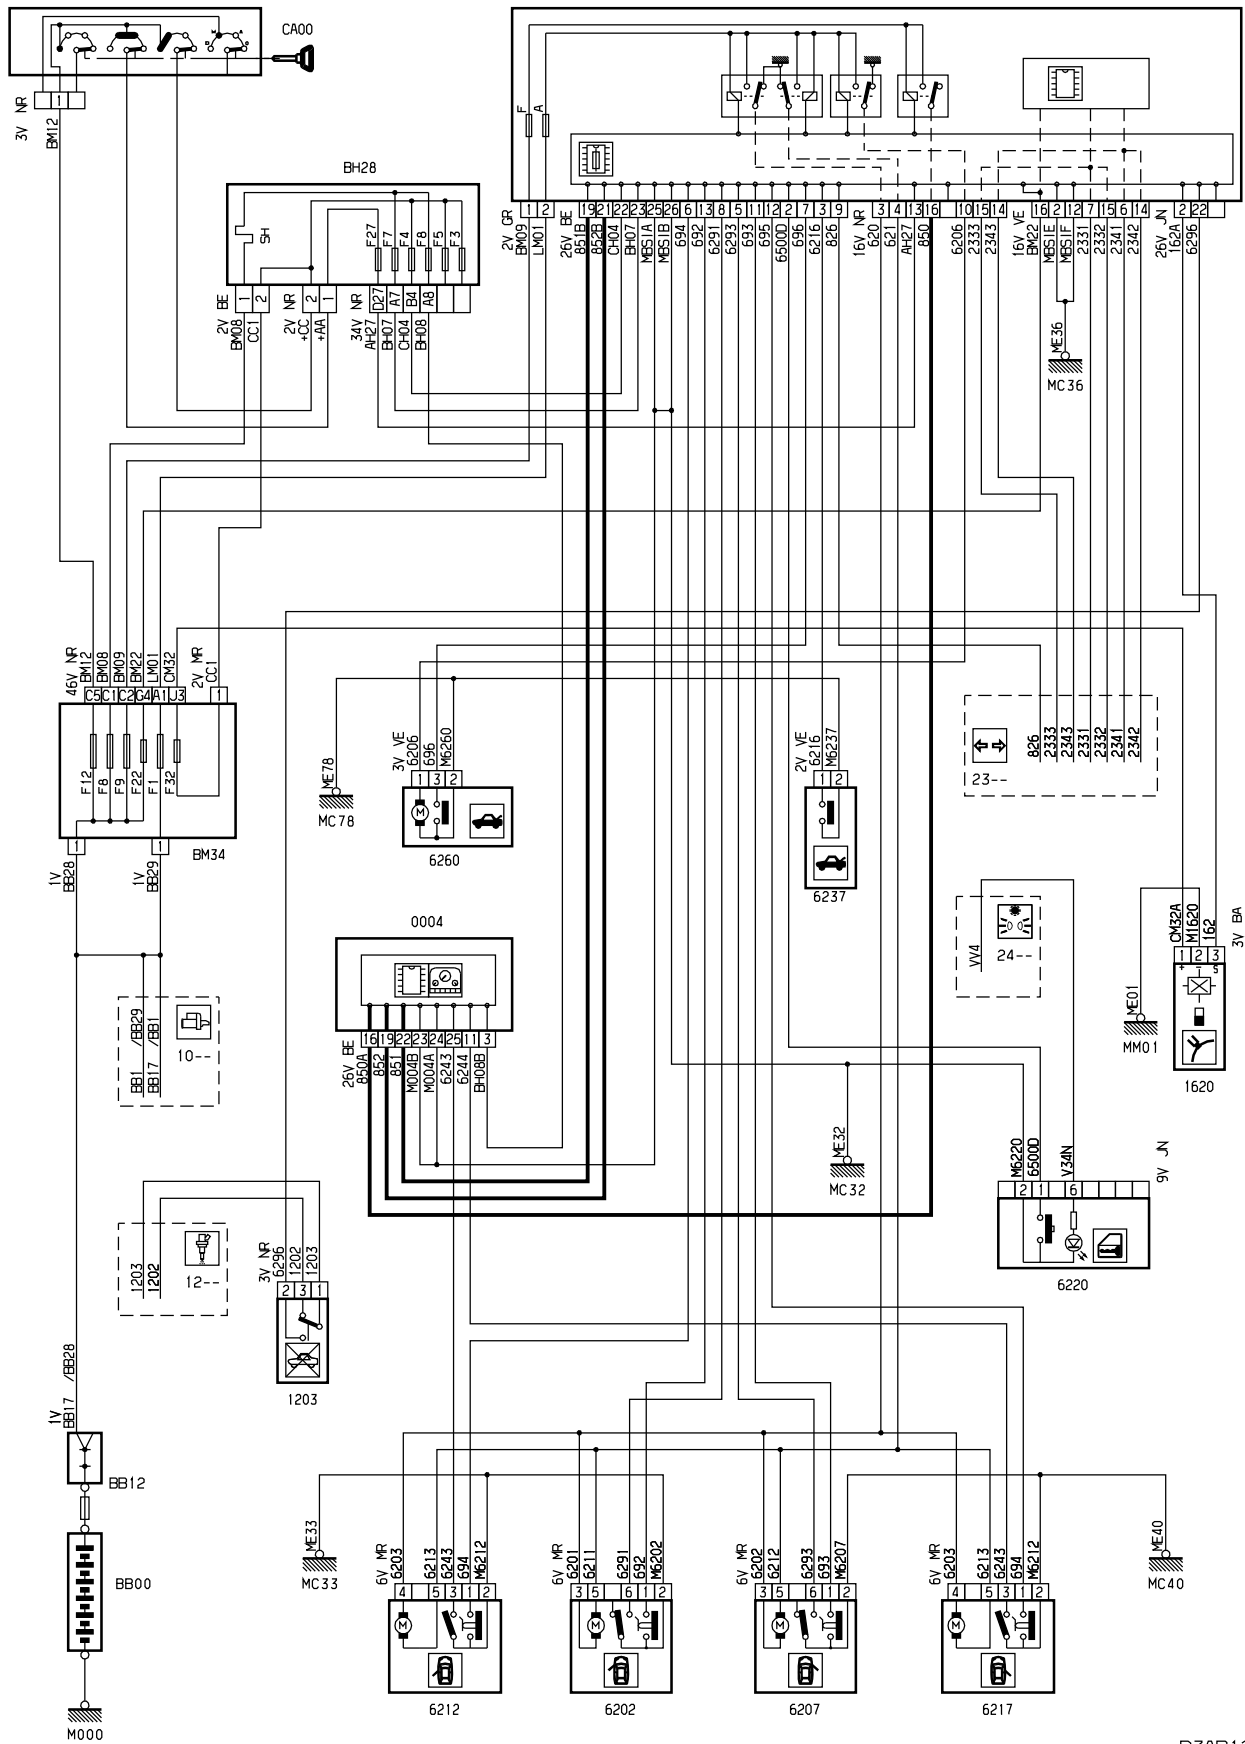 CA00
M
A
D
S
1
3V NR
BM12
F
A
BH28
SH
F27
F7
F4
F8
F5
F3
1
2
2
1
D27
A7
B4
A8
2V BE
BM08
CC1
2V NR
+CC
+AA
34V NR
AH27
BH07
CH04
BH08
1
2
19
21
22
23
25
26
6
13
8
5
11
12
2
7
3
9
3
4
13
16
10
15
14
16
2
12
7
15
6
14
2
22
2V GR
BM09
LM01
26V BE
851B
852B
CH04
BH07
MBS1A
MBS1B
694
692
6291
6293
693
695
6500D
696
6216
826
16V NR
620
621
AH27
850
6206
2333
2343
16V VE
BM22
MBS1E
MBS1F
2331
2332
2341
2342
26V JN
162A
6296
ME36
MC36
46V NR
BM12
BM08
BM09
BM22
LM01
CM32
2V MR
CC1
C5
C1
C2
G4
A1
J3
1
F12
F8
F9
F22
F1
F32
1
1
BM34
1V
BB28
1V
BB29
ME78
MC78
3V VE
6206
696
M6260
1
3
2
M
6260
2V VE
6216
M6237
1
2
6237
826
2333
2343
2331
2332
2341
2342
23--
0004
16
19
22
23
24
25
11
3
26V BE
850A
852
851
M004B
M004A
6243
6244
BH08B
VV4
24--
CM32A
M1620
162
3V BA
1
2
3
+
-
S
1620
ME01
MM01
BB1 /BB29
BB17 /BB1
10--
ME32
MC32
M6220
6500D
V34N
9V JN
2
1
6
6220
1203
1202
12--
3V NR
6296
1202
1203
2
3
1
1203
1V
BB17 /BB28
BB12
BB00
M000
ME33
MC33
6V MR
6203
6213
6243
694
M6212
4
5
3
1
2
M
6212
6V MR
6201
6211
6291
692
M6202
3
5
6
1
2
M
6202
6V MR
6202
6212
6293
693
M6207
3
5
6
1
2
M
6207
6V MR
6203
6213
6243
694
M6212
4
5
3
1
2
M
6217
ME40
MC40